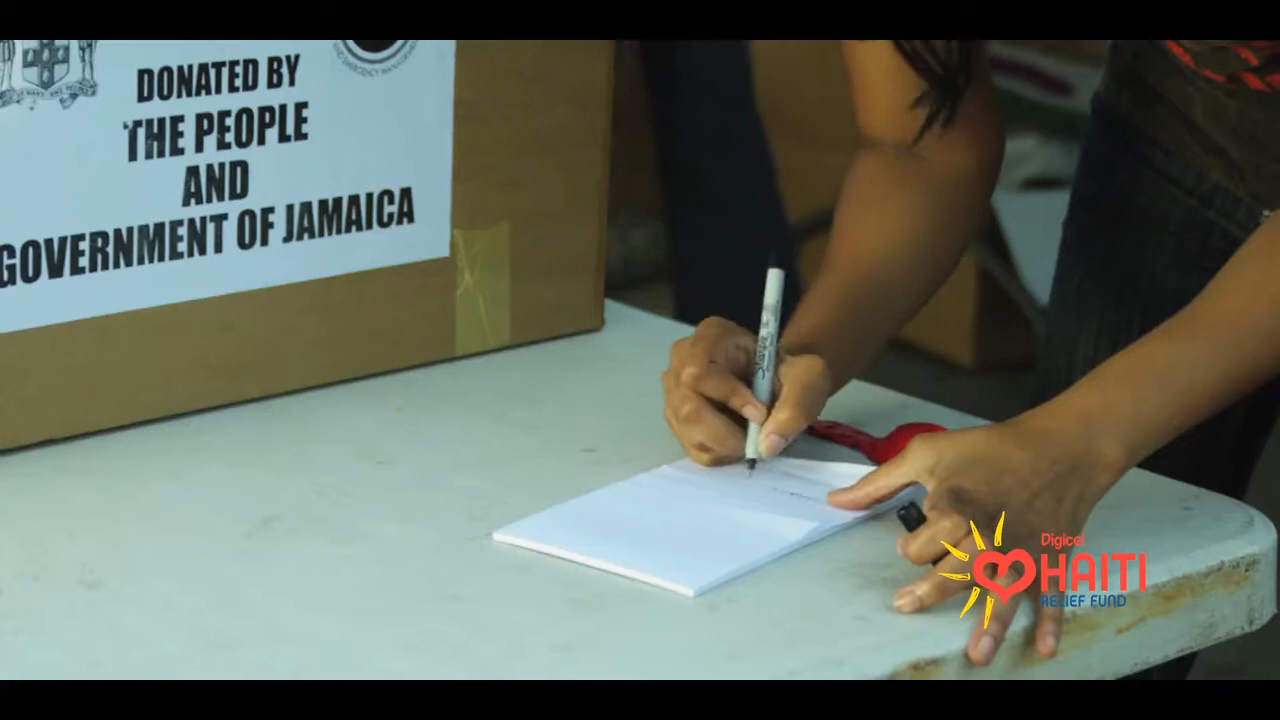 DONATED BY
THE PEOPLE
AND
GOVERNMENT OF JAMAICA
Digicel
HAITI
RELIEF FUND